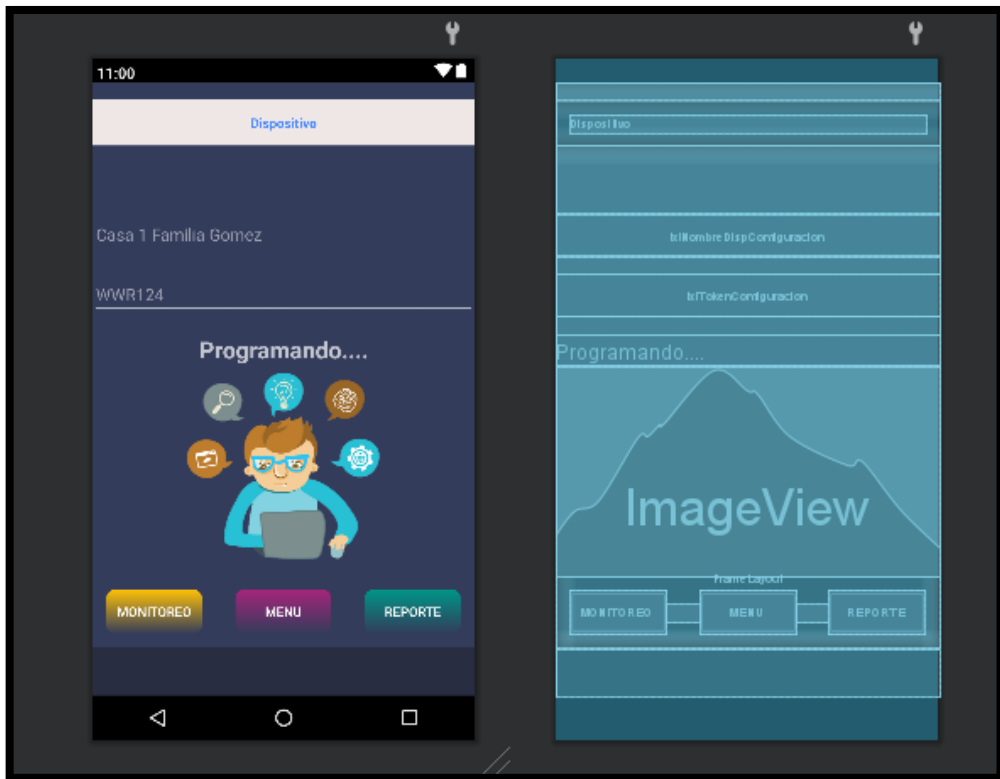 11:00
Dispositivo
Casa 1 Familia Gomez
WWR124
Programando....
MONITOREO
MENU
REPORTE
Dispositivo
txtNombreDispConfiguracion
txtTokenConfiguracion
Programando....
ImageView
FrameLayout
MONITOREO
MENU
REPORTE